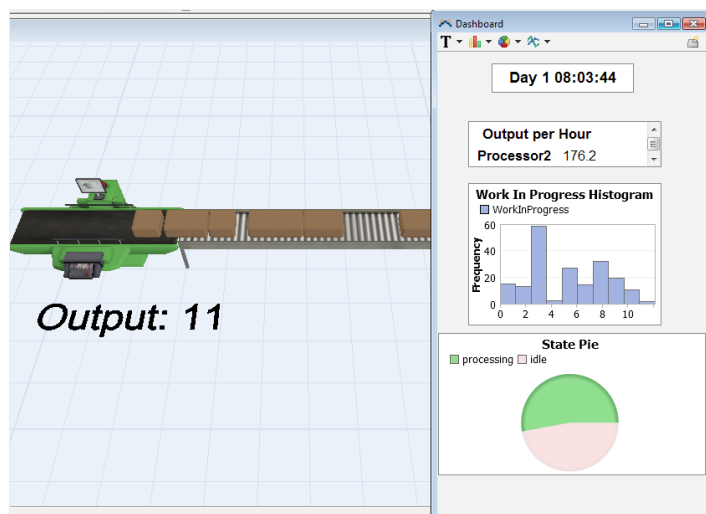 Dashboard
T
Day 1 08:03:44
Output per Hour
Processor2 176.2
Work In Progress Histogram
WorkInProgress
Frequency
60
40
20
0
0 2 4 6 8 10
Output: 11
State Pie
processing idle